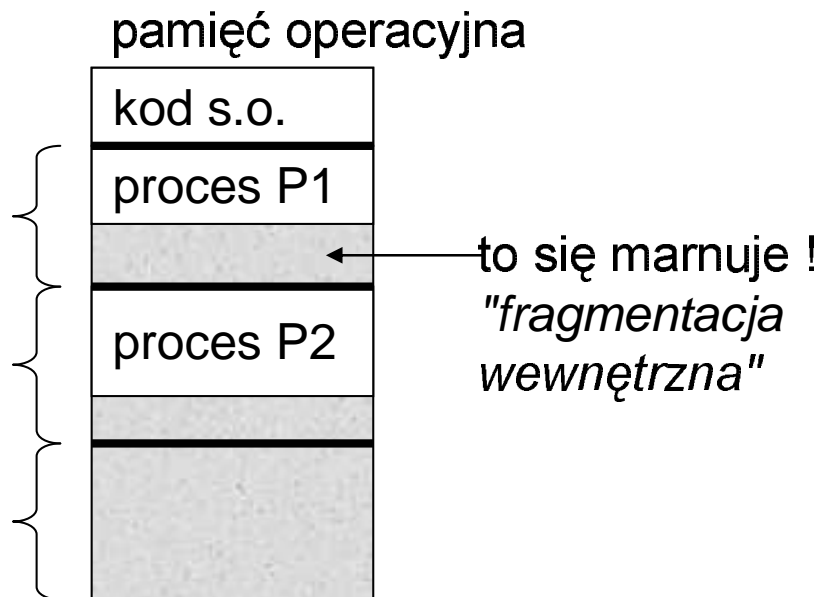 pamięć operacyjna
kod s.o.
proces P1
to się marnuje !
"fragmentacja
wewnętrzna"
proces P2